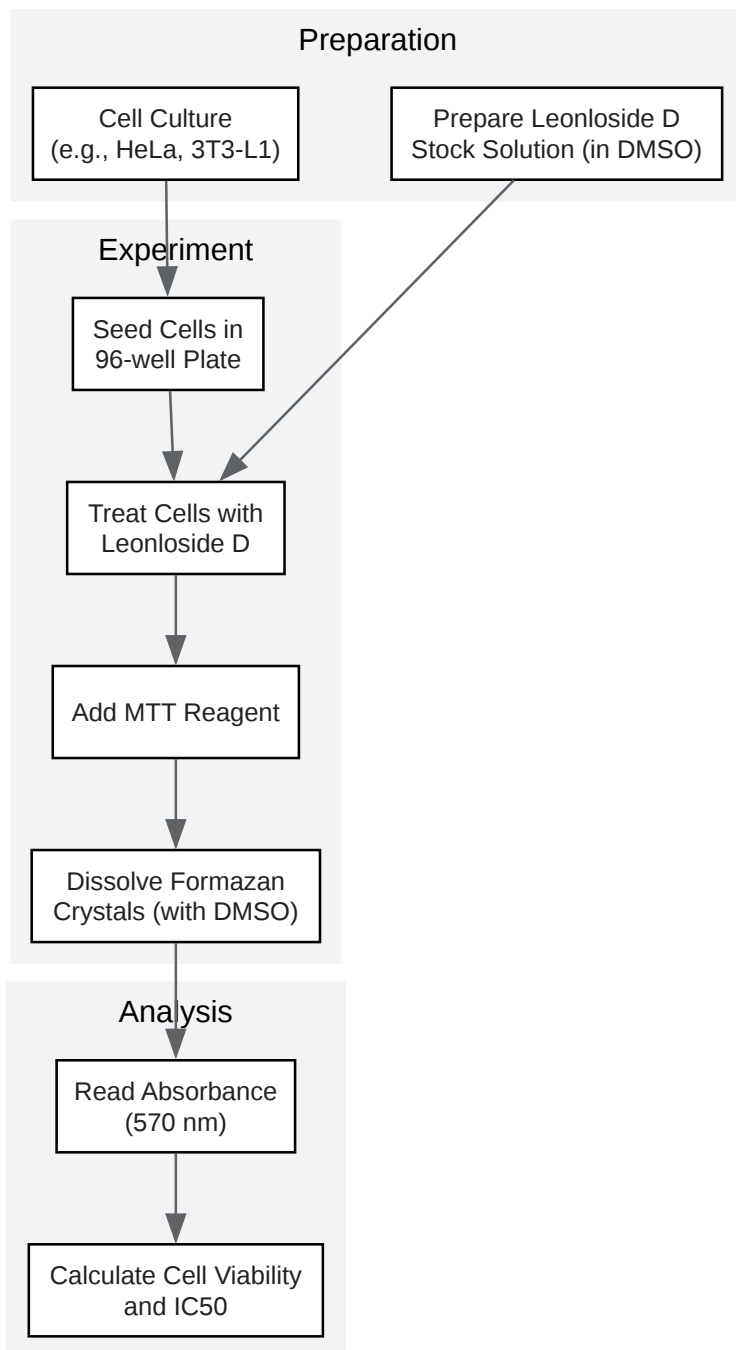 Preparation
Cell Culture
(e.g., HeLa, 3T3-L1)
Prepare Leonloside D
Stock Solution (in DMSO)
Experiment
Seed Cells in
96-well Plate
Treat Cells with
Leonloside D
Add MTT Reagent
Dissolve Formazan
Crystals (with DMSO)
Analysis
Read Absorbance
(570 nm)
Calculate Cell Viability
and IC50